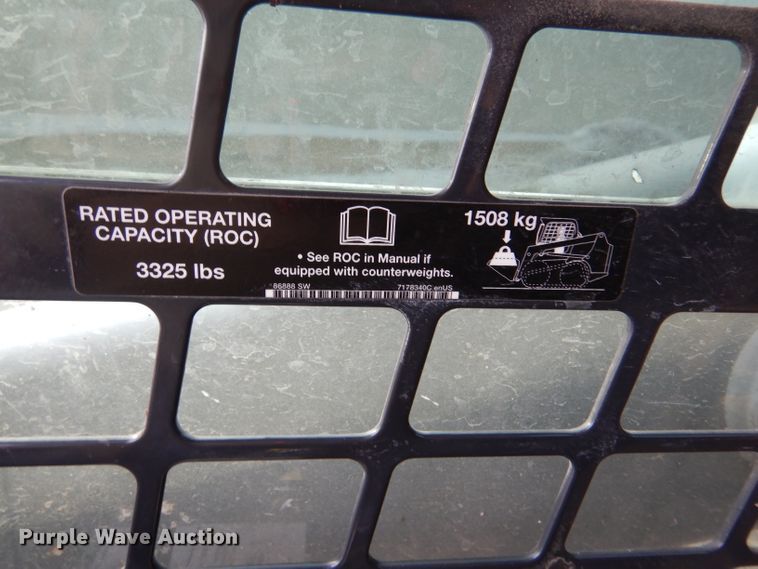 RATED OPERATING
CAPACITY (ROC)
3325 lbs
• See ROC in Manual if
equipped with counterweights.
86888 SW 7178340C enUS
1508 kg
Purple Wave Auction